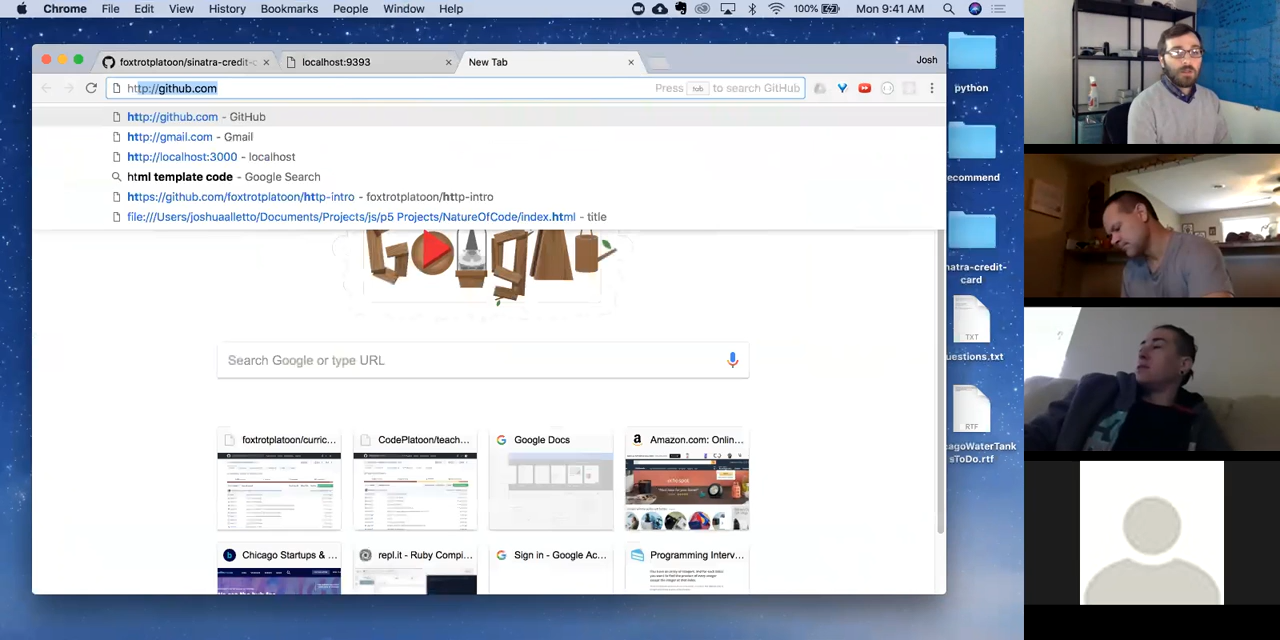 Chrome File Edit View History Bookmarks People Window Help 100% Mon 9:41 AM
foxtrotplatoon/sinatra-credit-c localhost:9393 New Tab Josh
http://github.com Press tab to search GitHub
http://github.com - GitHub
http://gmail.com - Gmail
http://localhost:3000 - localhost
html template code - Google Search
https://github.com/foxtrotplatoon/http-intro - foxtrotplatoon/http-intro
file:///Users/joshuaalletto/Documents/Projects/js/p5 Projects/NatureOfCode/index.html - title
Search Google or type URL
foxtrotplatoon/curric... CodePlatoon/teach... Google Docs Amazon.com: Onlin...
Chicago Startups & ... repl.it - Ruby Compi... Sign in - Google Ac... Programming Interv...
python
ecommend
natra-credit-card
TXT
uestions.txt
RTF
agoWaterTank
sToDo.rtf